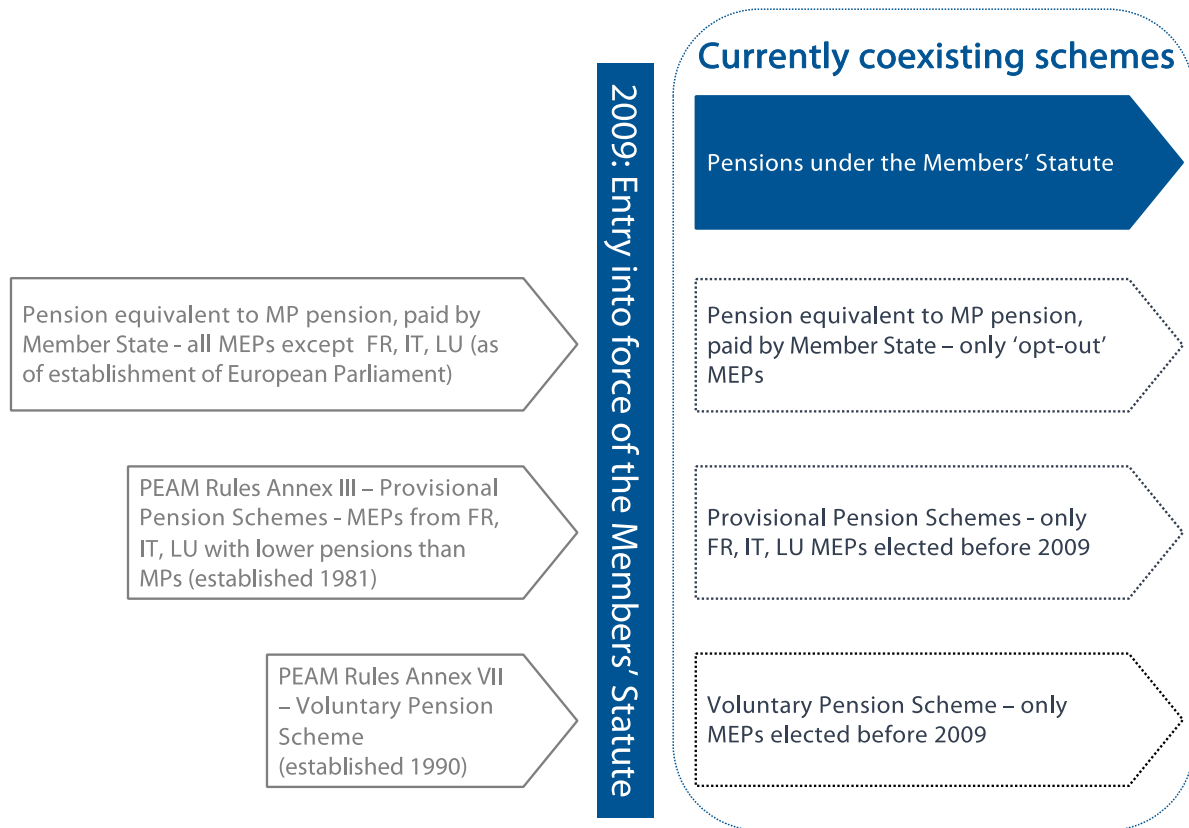 Currently coexisting schemes
2009: Entry into force of the Members’ Statute
Pensions under the Members’ Statute
Pension equivalent to MP pension, paid by
Member State - all MEPs except FR, IT, LU (as
of establishment of European Parliament)
Pension equivalent to MP pension,
paid by Member State – only ‘opt-out’
MEPs
PEAM Rules Annex III – Provisional
Pension Schemes - MEPs from FR,
IT, LU with lower pensions than
MPs (established 1981)
Provisional Pension Schemes - only
FR, IT, LU MEPs elected before 2009
PEAM Rules Annex VII
– Voluntary Pension
Scheme
(established 1990)
Voluntary Pension Scheme – only
MEPs elected before 2009